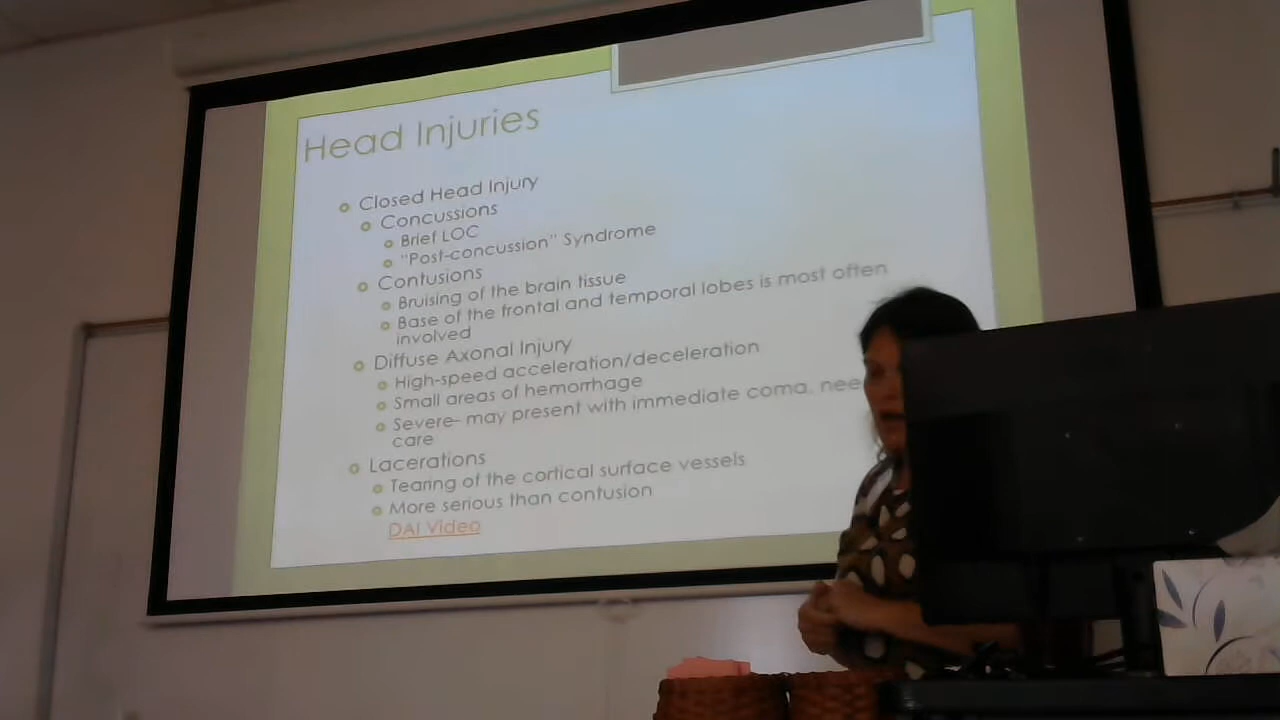 Head Injuries
Closed Head Injury
Concussions
Brief LOC
"Post-concussion" Syndrome
Contusions
Bruising of the brain tissue
Base of the frontal and temporal lobes is most often
involved
Diffuse Axonal Injury
High-speed acceleration/deceleration
Small areas of hemorrhage
Severe- may present with immediate coma,
care
Lacerations
Tearing of the cortical surface vessels
More serious than contusion
DAI Video